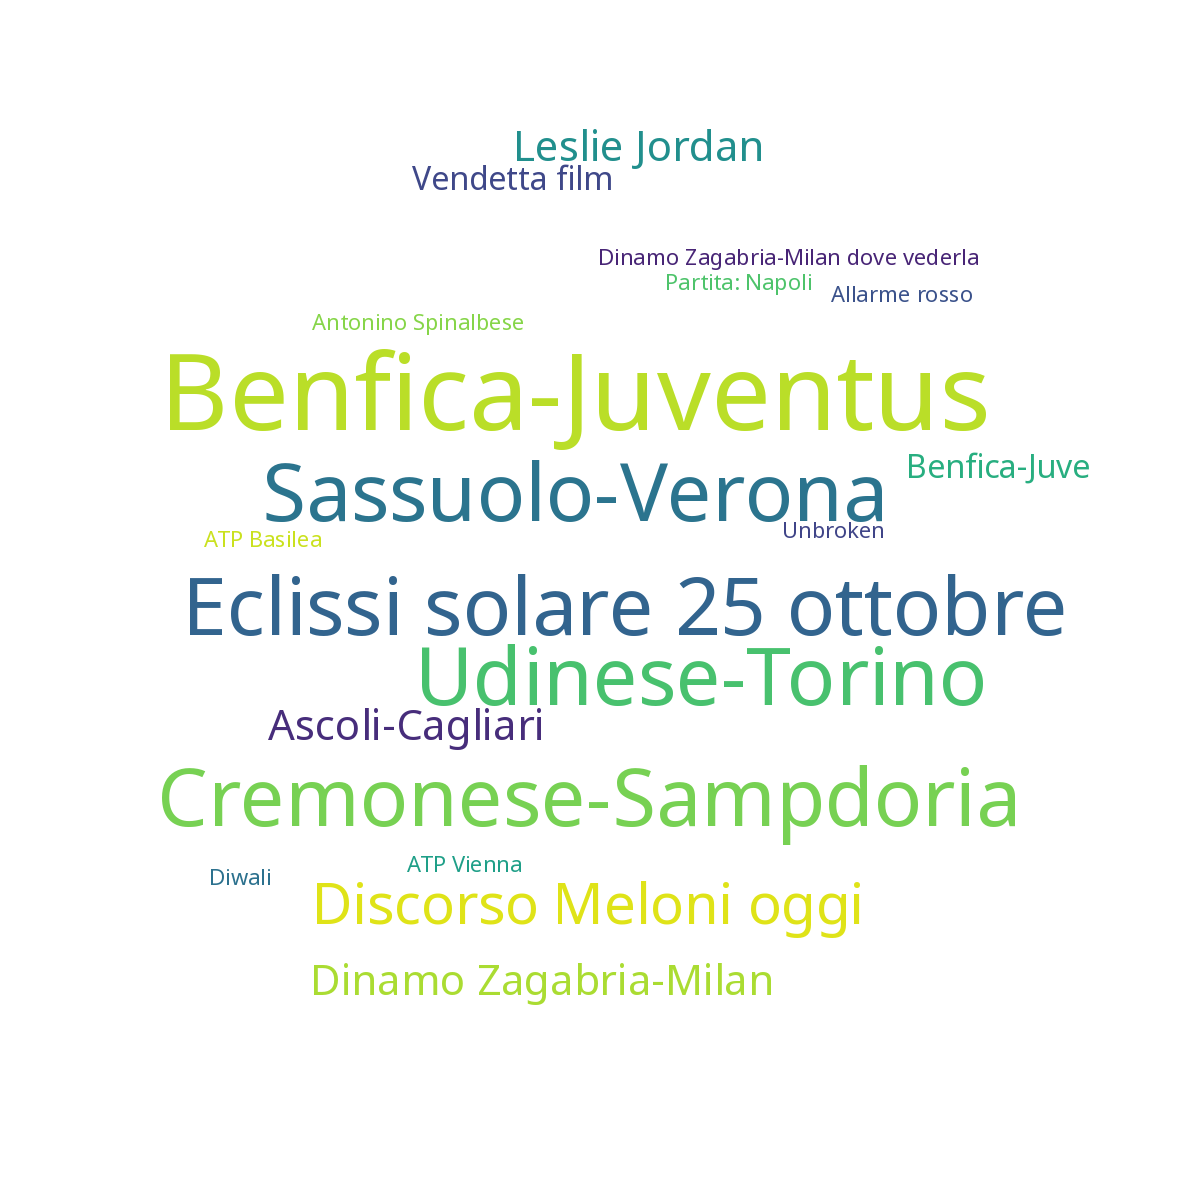 Leslie Jordan
Vendetta film
Dinamo Zagabria-Milan dove vederla
Partita: Napoli
Allarme rosso
Antonino Spinalbese
Benfica-Juventus
Benfica-Juve
Sassuolo-Verona
Unbroken
ATP Basilea
Eclissi solare 25 ottobre
Udinese-Torino
Ascoli-Cagliari
Cremonese-Sampdoria
ATP Vienna
Diwali
Discorso Meloni oggi
Dinamo Zagabria-Milan